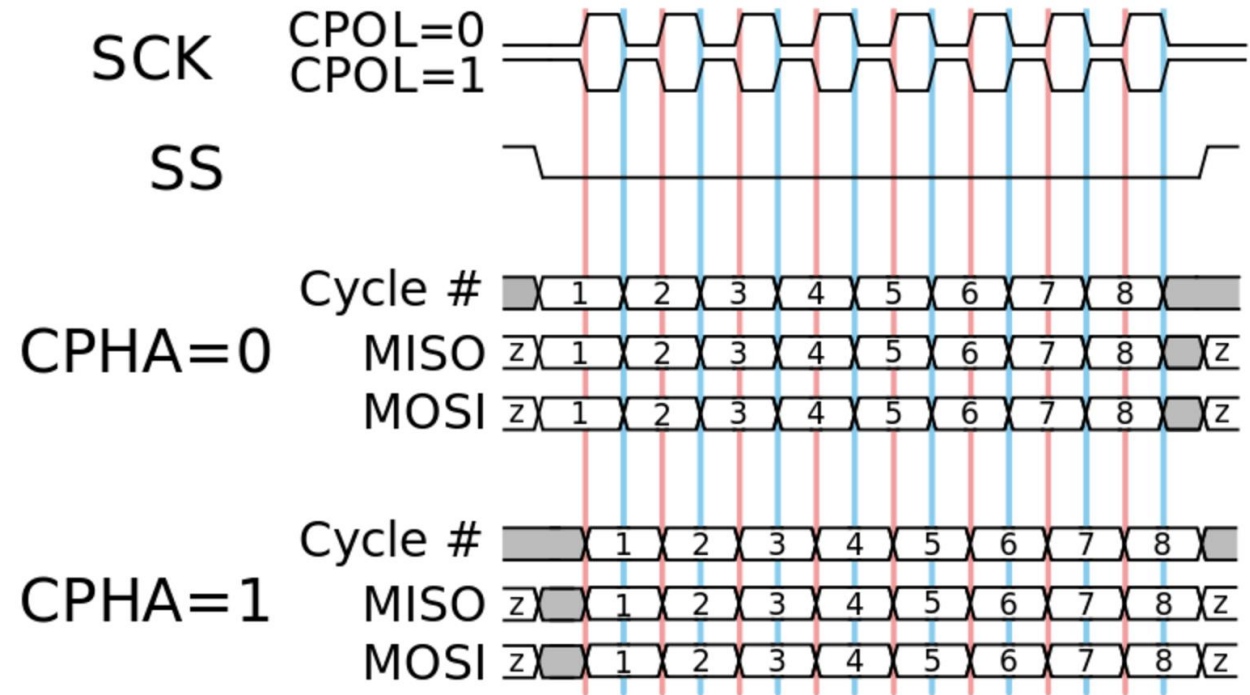 SCK CPOL=0
CPOL=1
SS
Cycle # 1 2 3 4 5 6 7 8
CPHA=0 MISO z 1 2 3 4 5 6 7 8 z
MOSI z 1 2 3 4 5 6 7 8 z
Cycle # 1 2 3 4 5 6 7 8
CPHA=1 MISO z 1 2 3 4 5 6 7 8 z
MOSI z 1 2 3 4 5 6 7 8 z